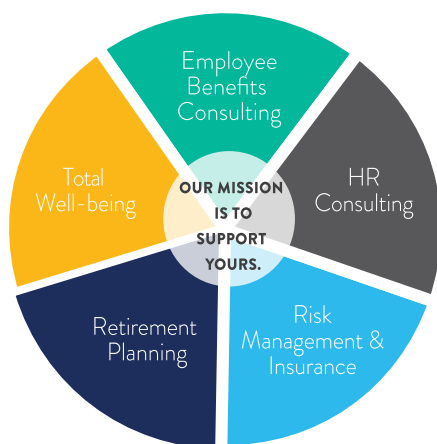 Employee
Benefits
Consulting
HR
Consulting
Risk
Management &
Insurance
Retirement
Planning
Total
Well-being
OUR MISSION
IS TO
SUPPORT
YOURS.